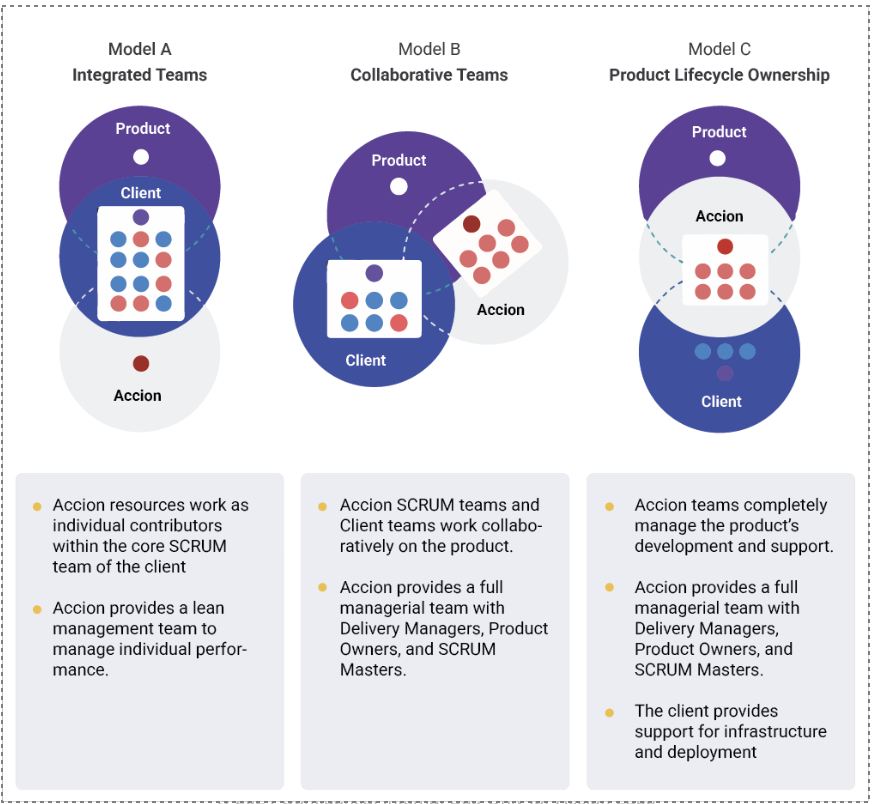 Model A
Integrated Teams
Product
Client
Accion
Accion resources work as
individual contributors
within the core SCRUM
team of the client
Accion provides a lean
management team to
manage individual perfor-
mance.
Model B
Collaborative Teams
Product
Client
Accion
Accion SCRUM teams and
Client teams work collabo-
ratively on the product.
Accion provides a full
managerial team with
Delivery Managers, Product
Owners, and SCRUM
Masters.
Model C
Product Lifecycle Ownership
Product
Accion
Client
Accion teams completely
manage the product's
development and support.
Accion provides a full
managerial team with
Delivery Managers,
Product Owners, and
SCRUM Masters.
The client provides
support for infrastructure
and deployment